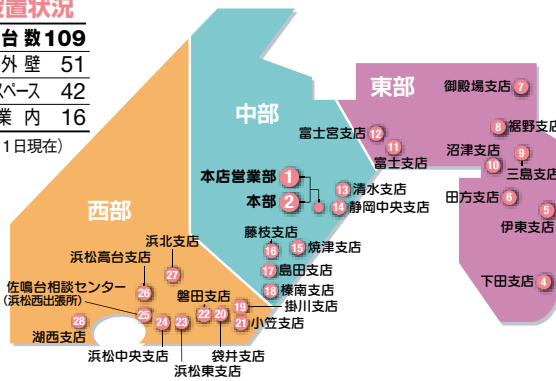 置状況
台数109
外壁 51
ペース 42
業内 16
1日現在）
東部
中部
西部
御殿場支店 7
8 裾野支店
沼津支店 10
9 三島支店
富士宮支店 12
11 富士支店
田方支店 6
5 伊東支店
下田支店 4
本店営業部 1
本部 2
13 清水支店
14 静岡中央支店
藤枝支店 16
15 焼津支店
17 島田支店
18 榛南支店
浜北支店 27
浜松高台支店 26
佐鳴台相談センター
（浜松西出張所） 25
湖西支店 28
浜松中央支店 24
浜松東支店 23
磐田支店 22
袋井支店 20
19 掛川支店
21 小笠支店